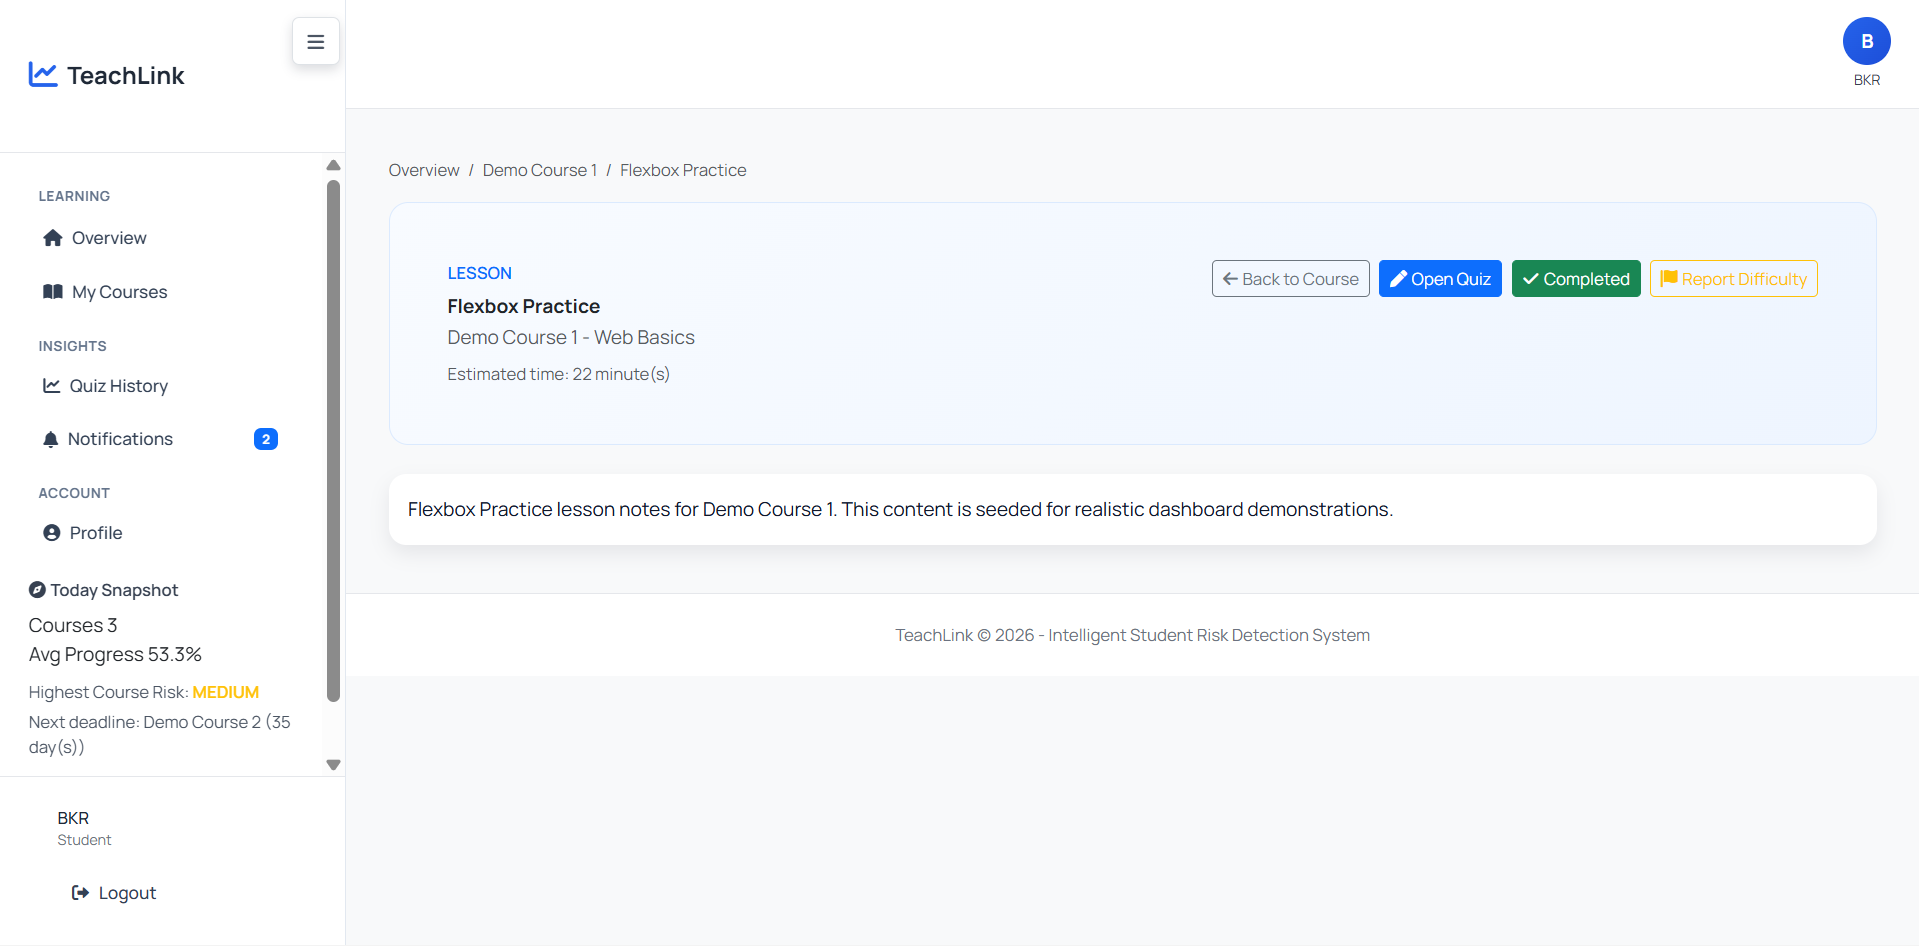 TeachLink
LEARNING
Overview
My Courses
INSIGHTS
Quiz History
Notifications 2
ACCOUNT
Profile
Today Snapshot
Courses 3
Avg Progress 53.3%
Highest Course Risk: MEDIUM
Next deadline: Demo Course 2 (35
day(s))
BKR
Student
Logout
B
BKR
Overview / Demo Course 1 / Flexbox Practice
LESSON
Flexbox Practice
Demo Course 1 - Web Basics
Estimated time: 22 minute(s)
Back to Course
Open Quiz
Completed
Report Difficulty
Flexbox Practice lesson notes for Demo Course 1. This content is seeded for realistic dashboard demonstrations.
TeachLink © 2026 - Intelligent Student Risk Detection System